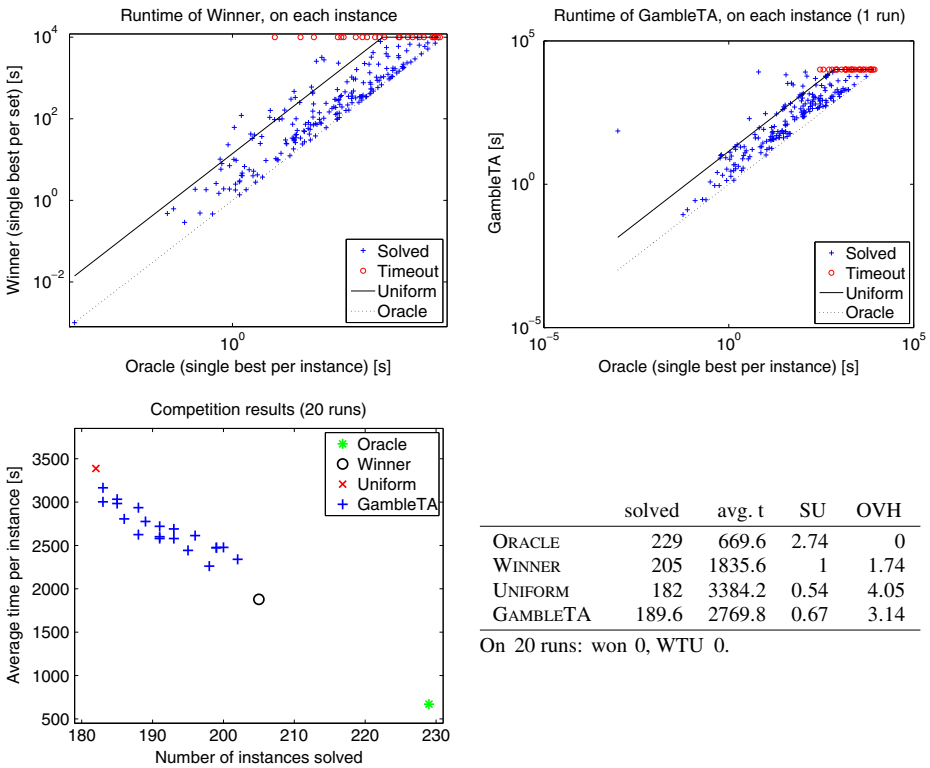 Runtime of Winner, on each instance
Winner (single best per set) [s]
10^4
10^2
10^0
10^-2
10^0
Solved
Timeout
Uniform
Oracle
Oracle (single best per instance) [s]
Runtime of GambleTA, on each instance (1 run)
GambleTA [s]
10^5
10^0
10^-5
10^-5
10^0
10^5
Solved
Timeout
Uniform
Oracle
Oracle (single best per instance) [s]
Competition results (20 runs)
Average time per instance [s]
3500
3000
2500
2000
1500
1000
500
180 190 200 210 220 230
Oracle
Winner
Uniform
GambleTA
Number of instances solved
solved avg. t SU OVH
ORACLE 229 669.6 2.74 0
WINNER 205 1835.6 1 1.74
UNIFORM 182 3384.2 0.54 4.05
GAMBLETA 189.6 2769.8 0.67 3.14
On 20 runs: won 0, WTU 0.